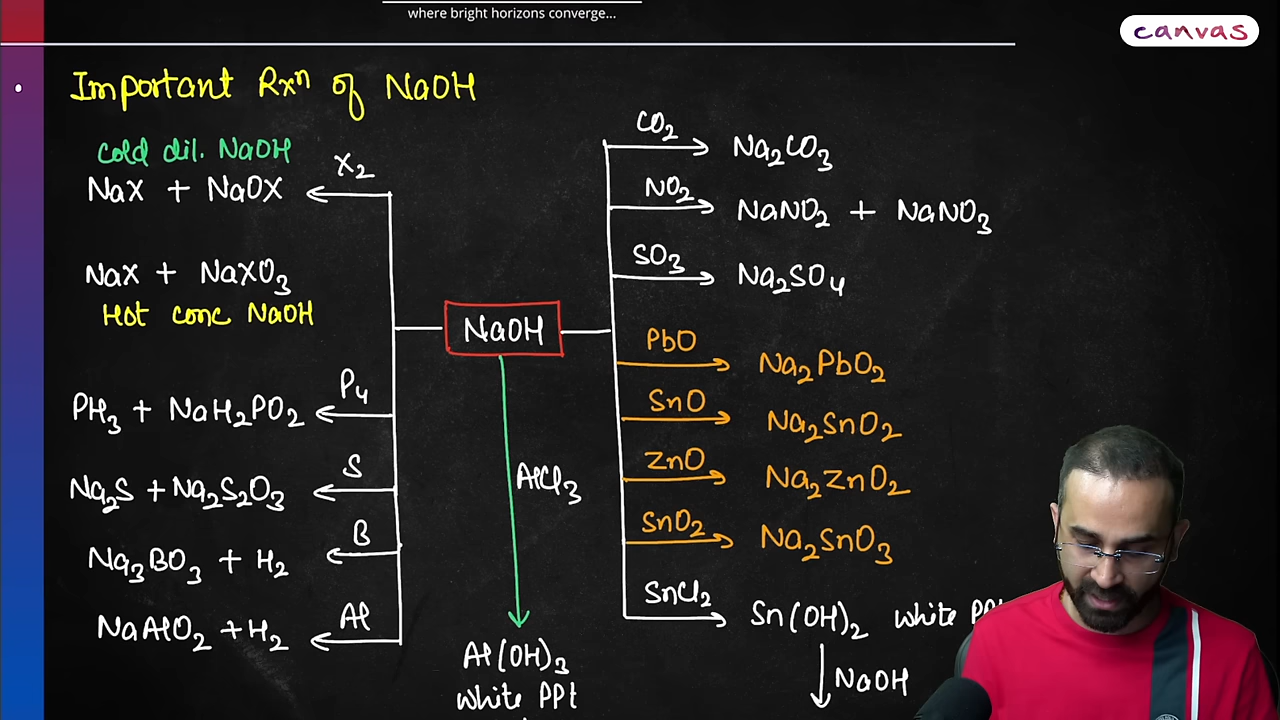 where bright horizons converge...
canvas
• Important Rxⁿ of NaOH
cold dil. NaOH
NaX + NaOX
X₂
NaX + NaXO₃
Hot conc NaOH
P₄
PH₃ + NaH₂PO₂
S
Na₂S + Na₂S₂O₃
B
Na₃BO₃ + H₂
Al
NaAlO₂ + H₂
NaOH
AlCl₃
Al(OH)₃
White PPt
CO₂
Na₂CO₃
NO₂
NaNO₂ + NaNO₃
SO₃
Na₂SO₄
PbO
Na₂PbO₂
SnO
Na₂SnO₂
ZnO
Na₂ZnO₂
SnO₂
Na₂SnO₃
SnCl₂
Sn(OH)₂ white
NaOH